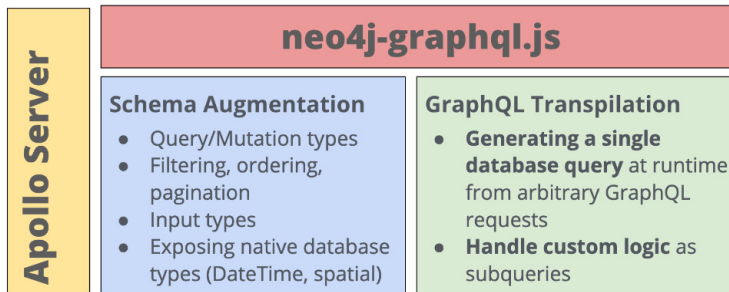 Apollo Server
neo4j-graphql.js
Schema Augmentation
● Query/Mutation types
● Filtering, ordering,
pagination
● Input types
● Exposing native database
types (DateTime, spatial)
GraphQL Transpilation
● Generating a single
database query at runtime
from arbitrary GraphQL
requests
● Handle custom logic as
subqueries